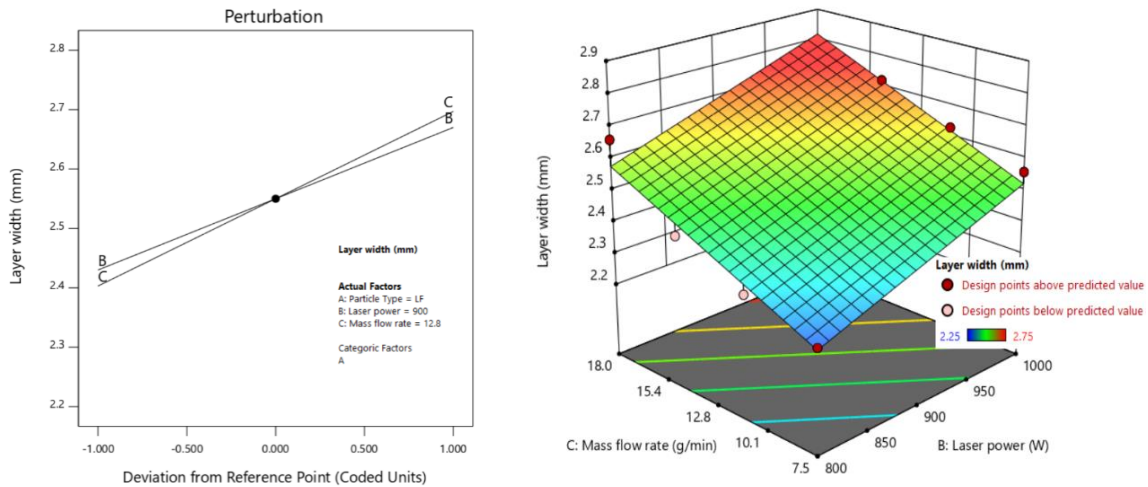 Perturbation
2.8
2.7
2.6
2.5
2.4
2.3
2.2
Layer width (mm)
C
B
B
C
Layer width (mm)
Actual Factors
A: Particle Type = LF
B: Laser power = 900
C: Mass flow rate = 12.8
Categoric Factors
A
-1.000
-0.500
0.000
0.500
1.000
Deviation from Reference Point (Coded Units)
2.9
2.8
2.7
2.6
2.5
2.4
2.3
2.2
Layer width (mm)
Layer width (mm)
Design points above predicted value
Design points below predicted value
2.25
2.75
18.0
15.4
12.8
10.1
7.5
C: Mass flow rate (g/min)
800
850
900
950
1000
B: Laser power (W)